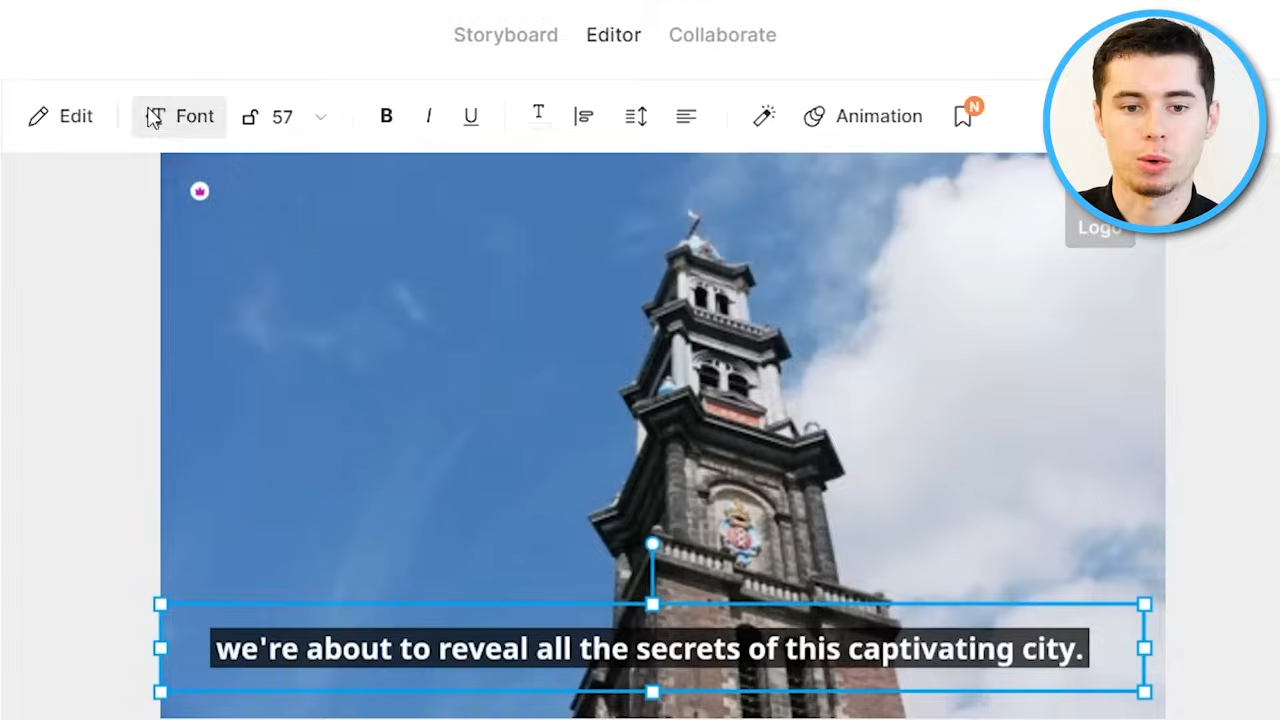 Storyboard Editor Collaborate
Edit Font 57 B I U T Animation N
Logo
we're about to reveal all the secrets of this captivating city.